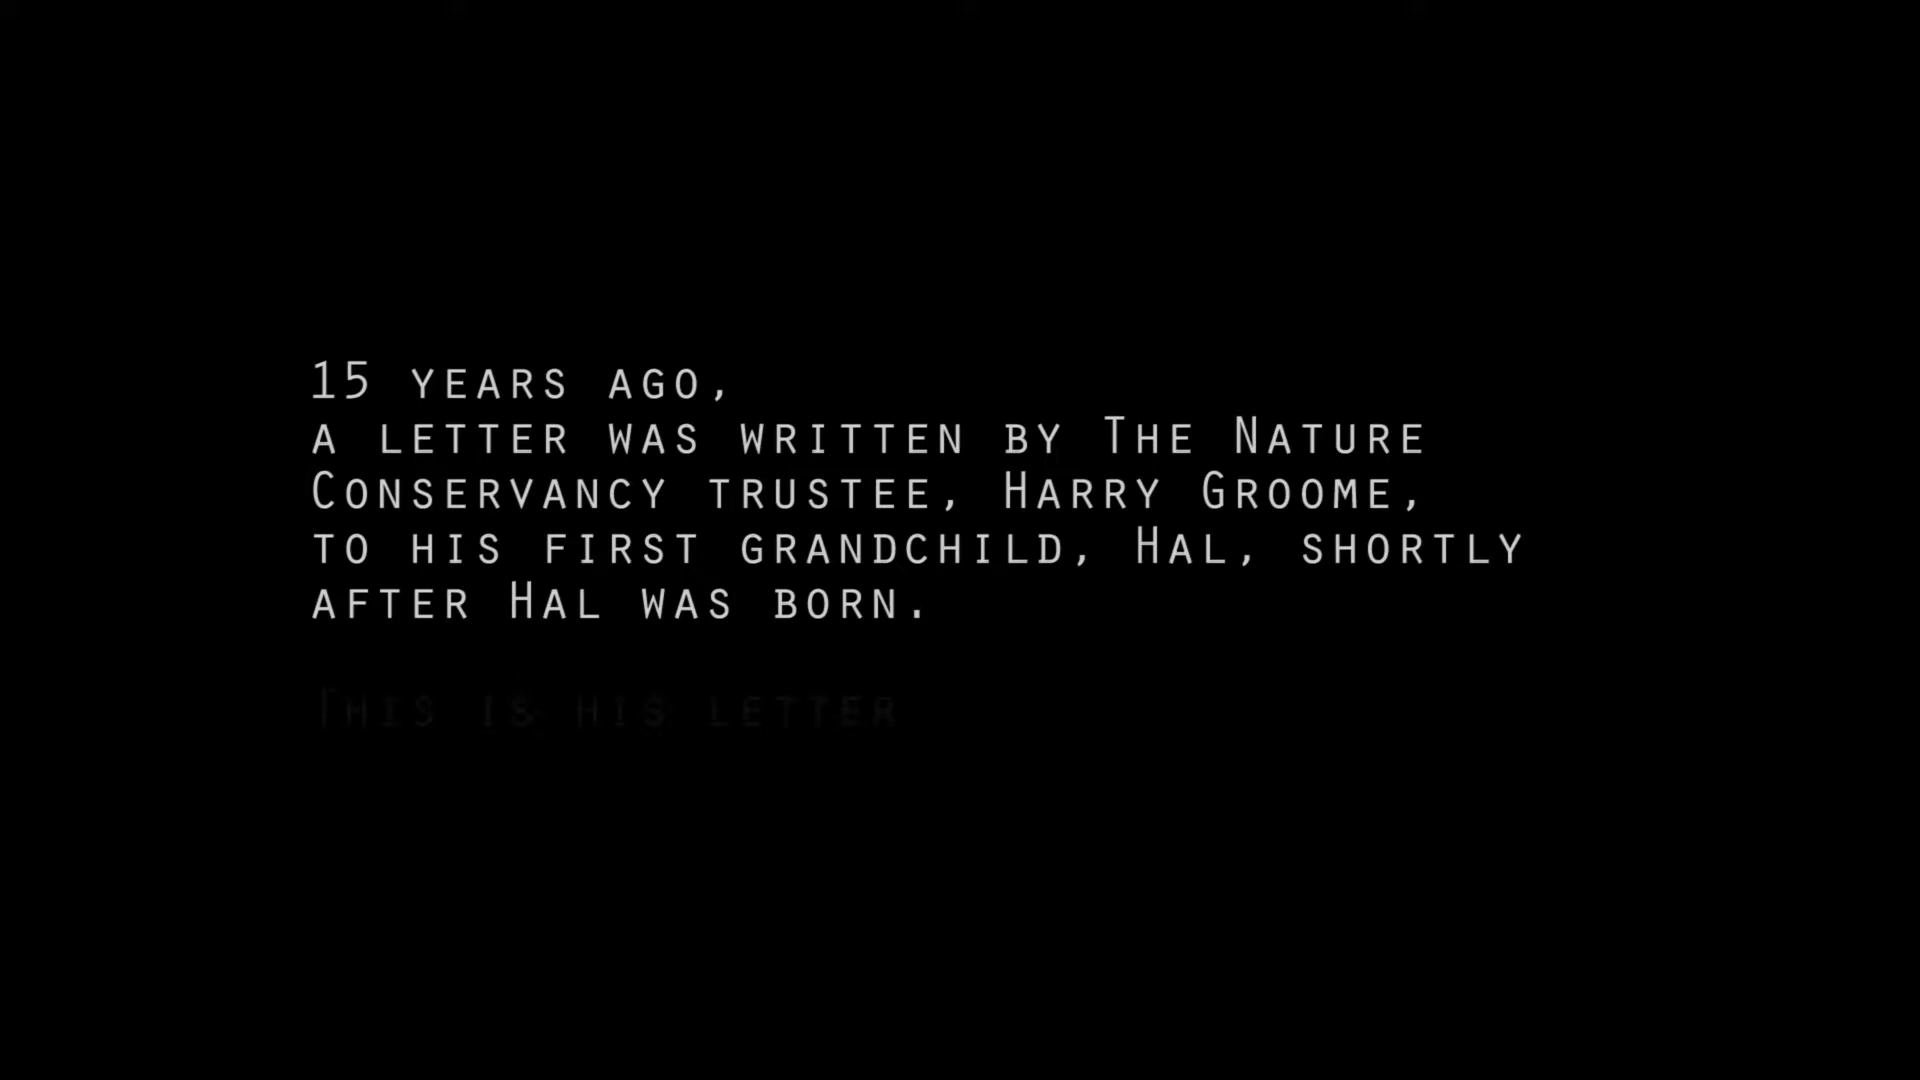 15 years ago,
a letter was written by The Nature
Conservancy trustee, Harry Groome,
to his first grandchild, Hal, shortly
after Hal was born.
This is his letter